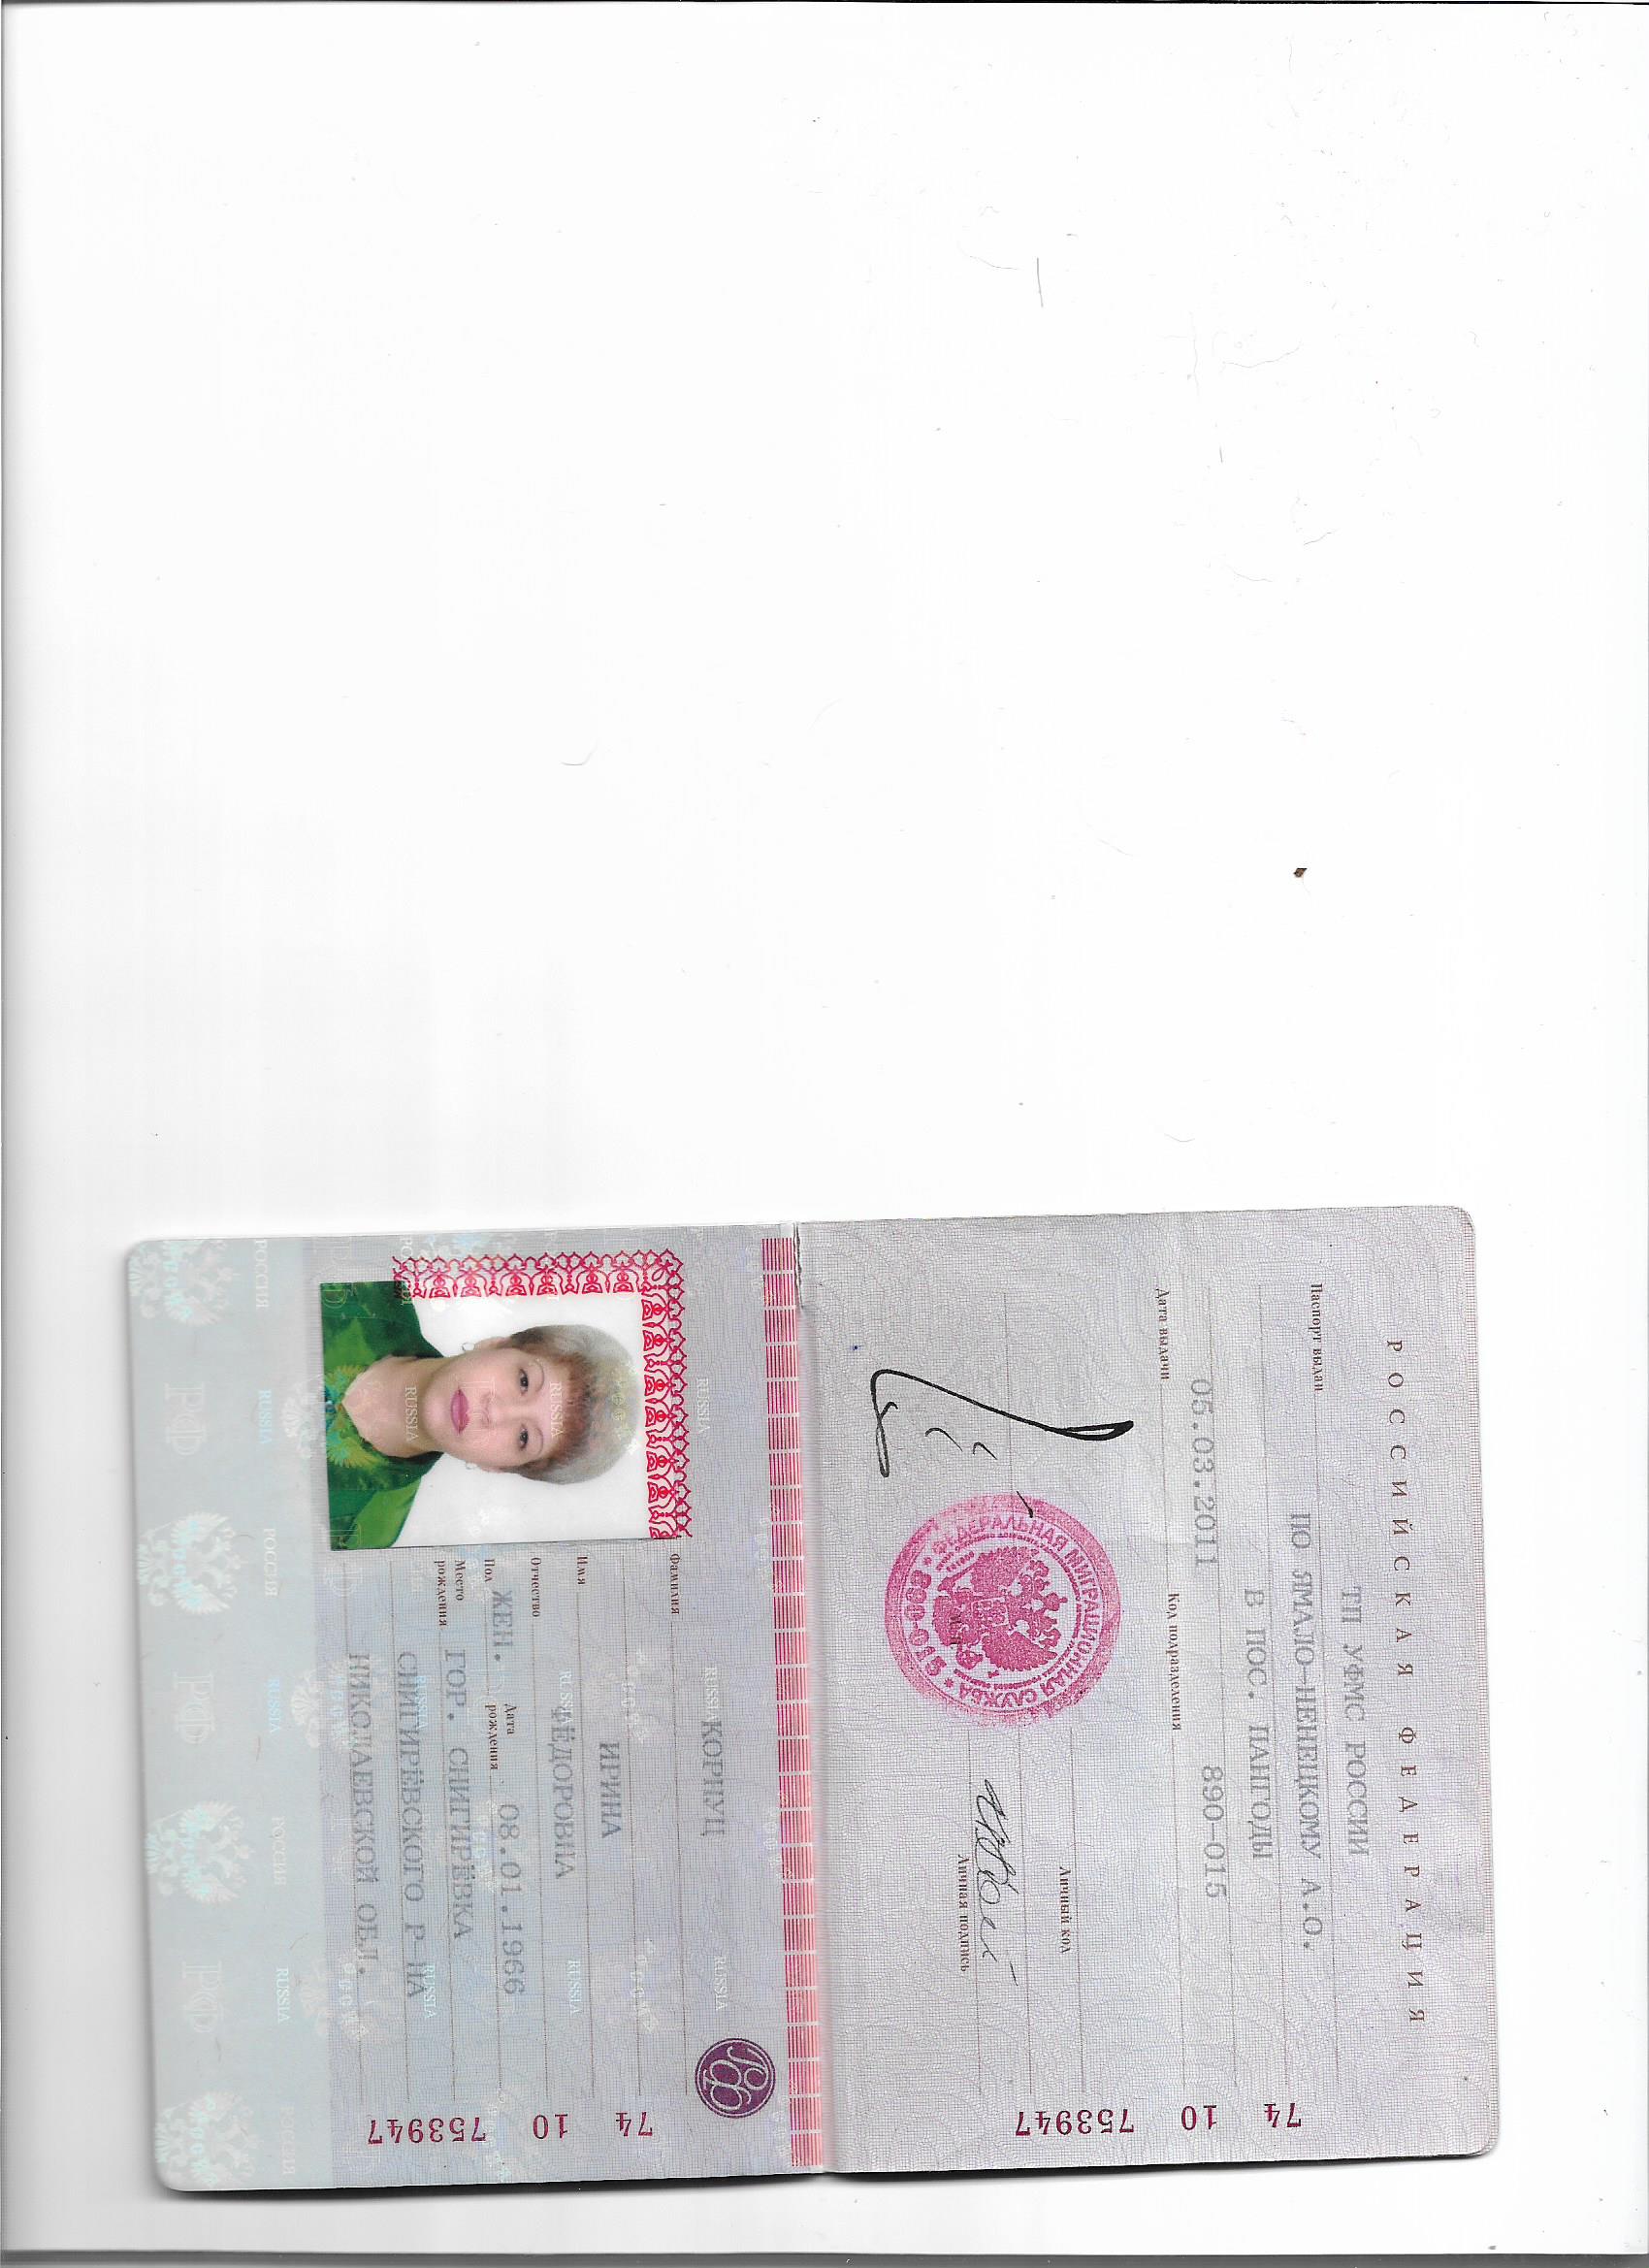 РОССИЙСКАЯ ФЕДЕРАЦИЯ
ТП УФМС РОССИИ
Паспорт выдан
ПО ЯМАЛО-НЕНЕЦКОМУ А.О.
В ПОС. ПАНГОДЫ
05.03.2011 890-015
Дата выдачи Код подразделения
Личный код
Личная подпись
ФЕДЕРАЛЬНАЯ МИГРАЦИОННАЯ СЛУЖБА
890-015
74 10 753947
РФ
КОРНУЦ
Фамилия
ИРИНА
Имя
ФЁДОРОВНА
Отчество
Пол ЖЕН. Дата рождения 08.01.1966
Место рождения ГОР. СНИГИРЁВКА
СНИГИРЁВСКОГО Р-НА
НИКОЛАЕВСКОЙ ОБЛ.
74 10 753947
РОССИЯ RUSSIA РОССИЯ RUSSIA РОССИЯ RUSSIA РОССИЯ
РФ РФ РФ